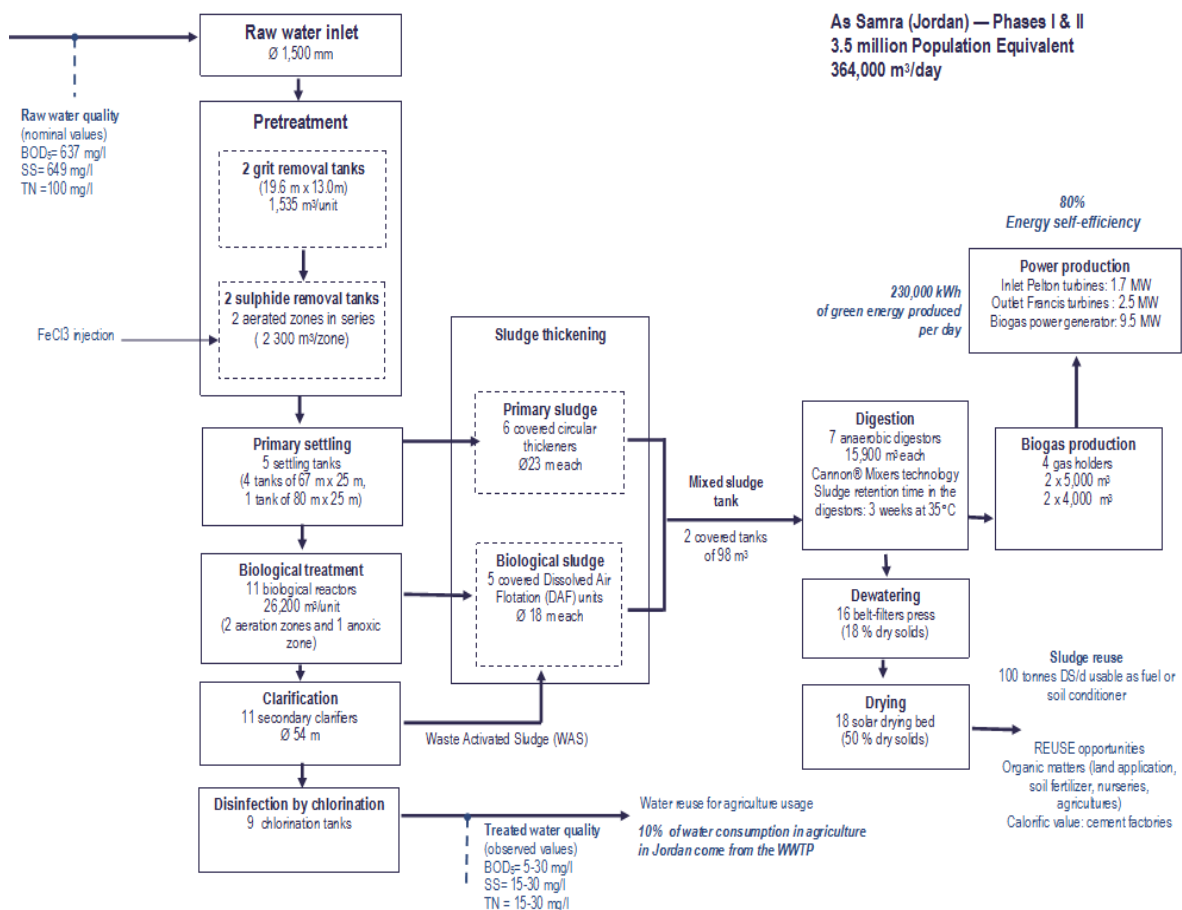 As Samra (Jordan) — Phases I & II
3.5 million Population Equivalent
364,000 m³/day
Raw water inlet
Ø 1,500 mm
Raw water quality
(nominal values)
BOD₅= 637 mg/l
SS= 649 mg/l
TN =100 mg/l
Pretreatment
2 grit removal tanks
(19.6 m x 13.0m)
1,535 m³/unit
2 sulphide removal tanks
2 aerated zones in series
( 2 300 m³/zone)
FeCl3 injection
Primary settling
5 settling tanks
(4 tanks of 67 m x 25 m,
1 tank of 80 m x 25 m)
Biological treatment
11 biological reactors
26,200 m³/unit
(2 aeration zones and 1 anoxic
zone)
Clarification
11 secondary clarifiers
Ø 54 m
Waste Activated Sludge (WAS)
Disinfection by chlorination
9 chlorination tanks
Treated water quality
(observed values)
BOD₅= 5-30 mg/l
SS= 15-30 mg/l
TN = 15-30 mg/l
Water reuse for agriculture usage
10% of water consumption in agriculture
in Jordan come from the WWTP
Sludge thickening
Primary sludge
6 covered circular
thickeners
Ø23 m each
Biological sludge
5 covered Dissolved Air
Flotation (DAF) units
Ø 18 m each
Mixed sludge
tank
2 covered tanks
of 98 m³
Digestion
7 anaerobic digestors
15,900 m³ each
Cannon® Mixers technology
Sludge retention time in the
digestors: 3 weeks at 35°C
Biogas production
4 gas holders
2 x 5,000 m³
2 x 4,000 m³
80%
Energy self-efficiency
Power production
Inlet Pelton turbines: 1.7 MW
Outlet Francis turbines : 2.5 MW
Biogas power generator: 9.5 MW
230,000 kWh
of green energy produced
per day
Dewatering
16 belt-filters press
(18 % dry solids)
Drying
18 solar drying bed
(50 % dry solids)
Sludge reuse
100 tonnes DS/d usable as fuel or
soil conditioner
REUSE opportunities
Organic matters (land application,
soil fertilizer, nurseries,
agricultures)
Calorific value: cement factories